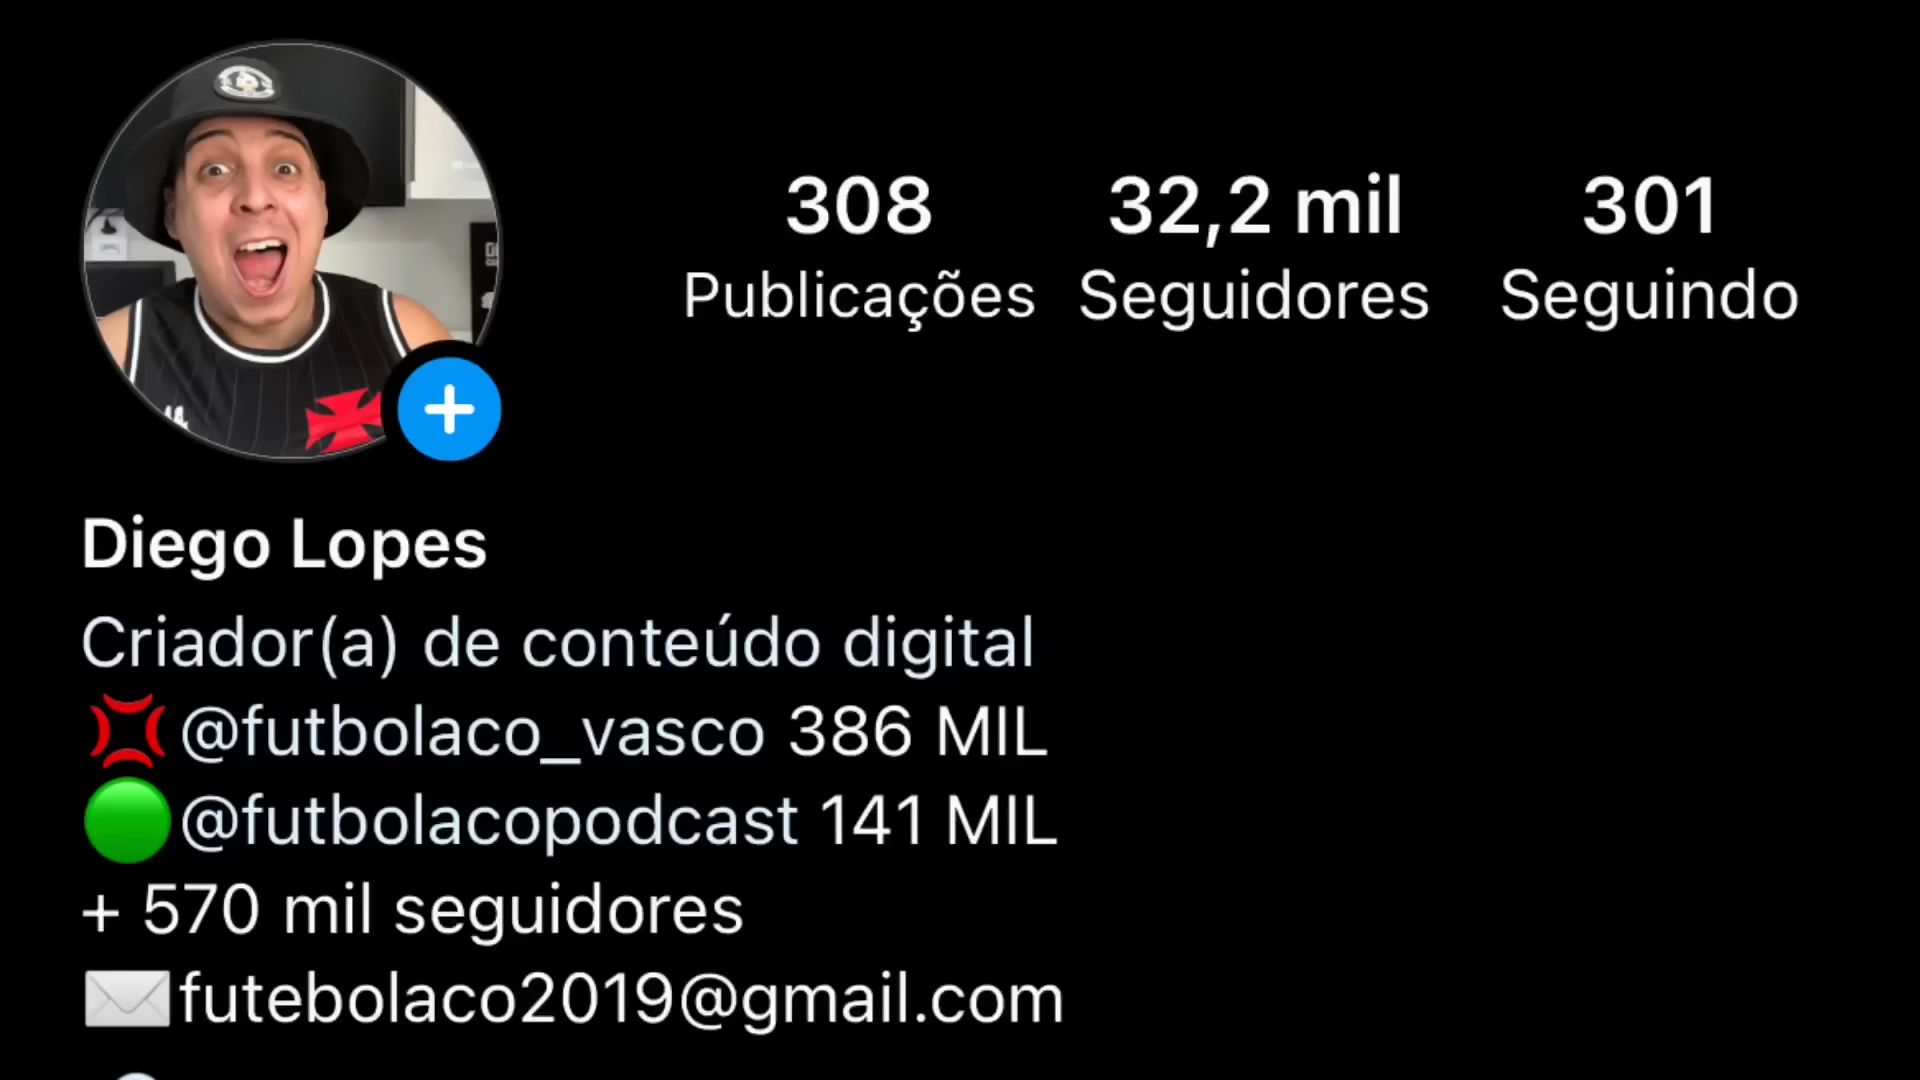 308 32,2 mil 301
Publicações Seguidores Seguindo
Diego Lopes
Criador(a) de conteúdo digital
💢@futbolaco_vasco 386 MIL
🟢@futbolacopodcast 141 MIL
+ 570 mil seguidores
✉️futebolaco2019@gmail.com